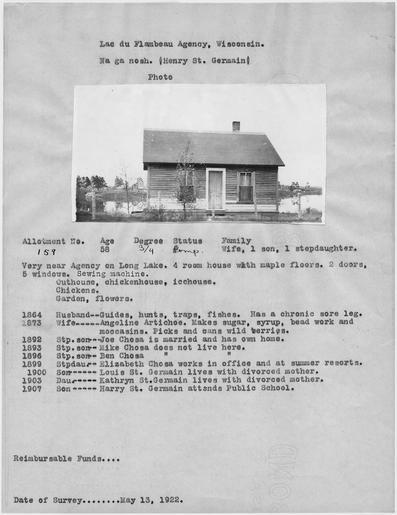 Lac du Flambeau Agency, Wisconsin.
Na ga nosh. (Henry St. Germain)
Photo
Allotment No. Age Degree Status Family
159 58 3/4 Comp. Wife, 1 son, 1 stepdaughter.
Very near Agency on Long Lake. 4 room house with maple floors. 2 doors,
5 windows. Sewing machine.
Outhouse, chickenhouse, icehouse.
Chickens.
Garden, flowers.
1864 Husband--Guides, hunts, traps, fishes. Has a chronic sore leg.
1873 Wife-----Angeline Artichoe. Makes sugar, syrup, bead work and
moccasins. Picks and cans wild berries.
1892 Stp.son--Joe Chosa is married and has own home.
1893 Stp.son--Mike Chosa does not live here.
1896 Stp.son-- Ben Chosa " "
1899 Stpdaur--Elizabeth Chosa works in office and at summer resorts.
1900 Son----- Louis St. Germain lives with divorced mother.
1903 Daur---- Kathryn St.Germain lives with divorced mother.
1907 Son----- Harry St. Germain attends Public School.
Reimbursable Funds....
Date of Survey........May 13, 1922.